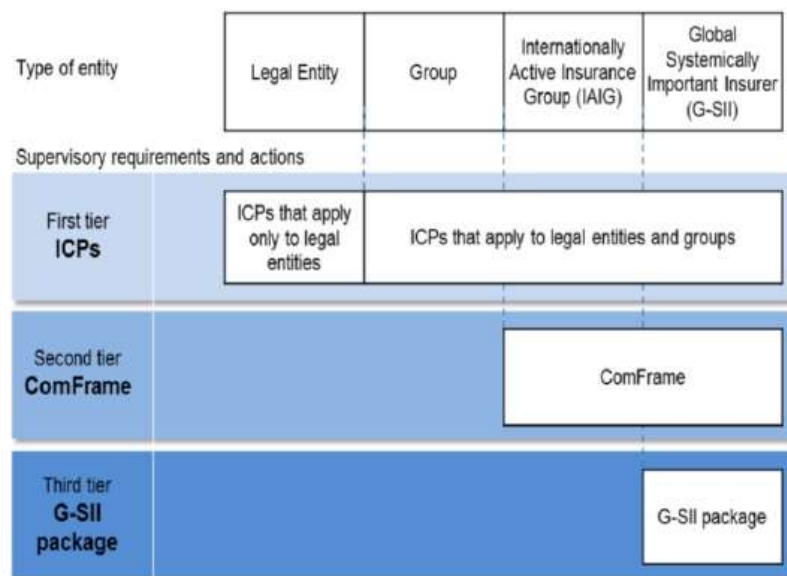 Type of entity
Legal Entity
Group
Internationally
Active Insurance
Group (IAIG)
Global
Systemically
Important Insurer
(G-SII)
Supervisory requirements and actions
First tier
ICPs
ICPs that apply
only to legal
entities
ICPs that apply to legal entities and groups
Second tier
ComFrame
ComFrame
Third tier
G-SII
package
G-SII package